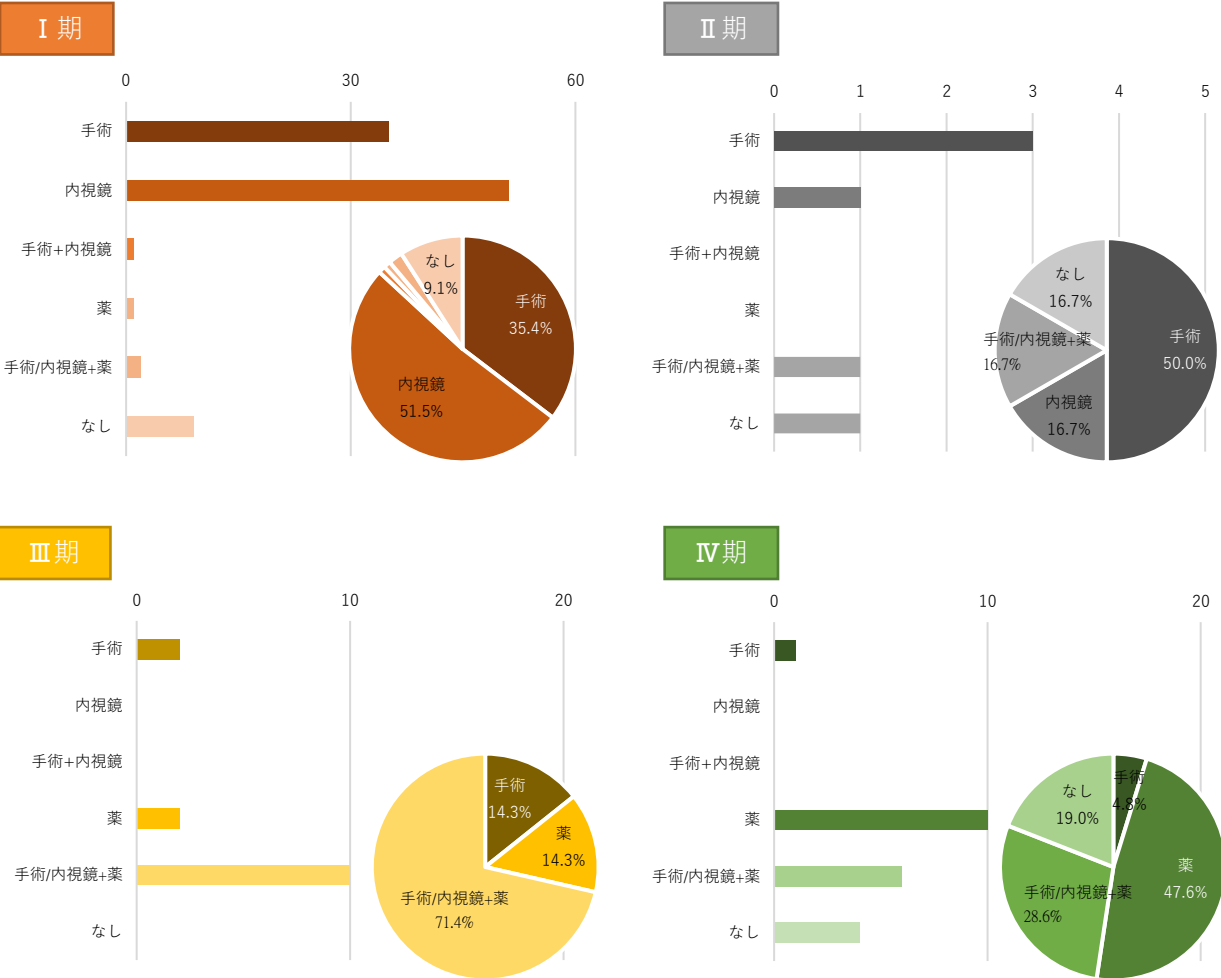 Ⅰ 期
0 30 60
手術
内視鏡
手術+内視鏡
薬
手術/内視鏡+薬
なし
なし
9.1%
手術
35.4%
内視鏡
51.5%
Ⅱ 期
0 1 2 3 4 5
手術
内視鏡
手術+内視鏡
薬
手術/内視鏡+薬
なし
なし
16.7%
手術/内視鏡+薬
16.7%
手術
50.0%
内視鏡
16.7%
Ⅲ 期
0 10 20
手術
内視鏡
手術+内視鏡
薬
手術/内視鏡+薬
なし
手術
14.3%
薬
14.3%
手術/内視鏡+薬
71.4%
Ⅳ 期
0 10 20
手術
内視鏡
手術+内視鏡
薬
手術/内視鏡+薬
なし
手術
4.8%
なし
19.0%
薬
47.6%
手術/内視鏡+薬
28.6%